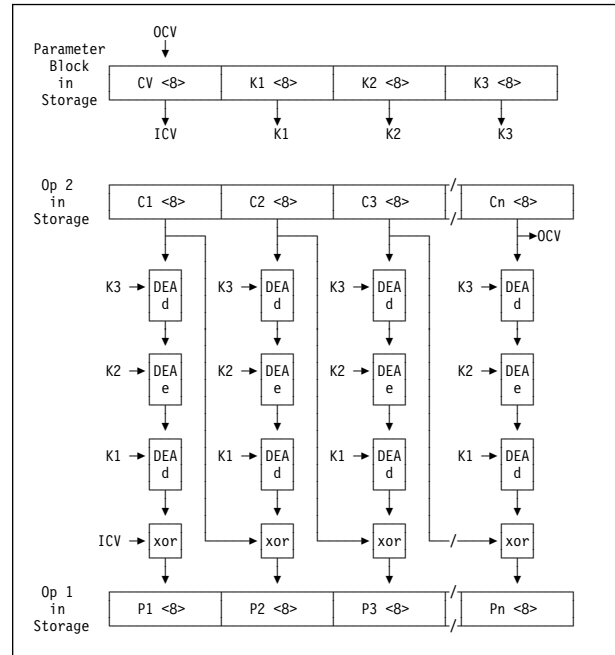 OCV
Parameter
Block
in
Storage
CV <8> K1 <8> K2 <8> K3 <8>
ICV K1 K2 K3
Op 2
in
Storage
C1 <8> C2 <8> C3 <8> Cn <8>
OCV
K3 DEA d K3 DEA d K3 DEA d K3 DEA d
K2 DEA e K2 DEA e K2 DEA e K2 DEA e
K1 DEA d K1 DEA d K1 DEA d K1 DEA d
ICV xor xor xor xor
Op 1
in
Storage
P1 <8> P2 <8> P3 <8> Pn <8>